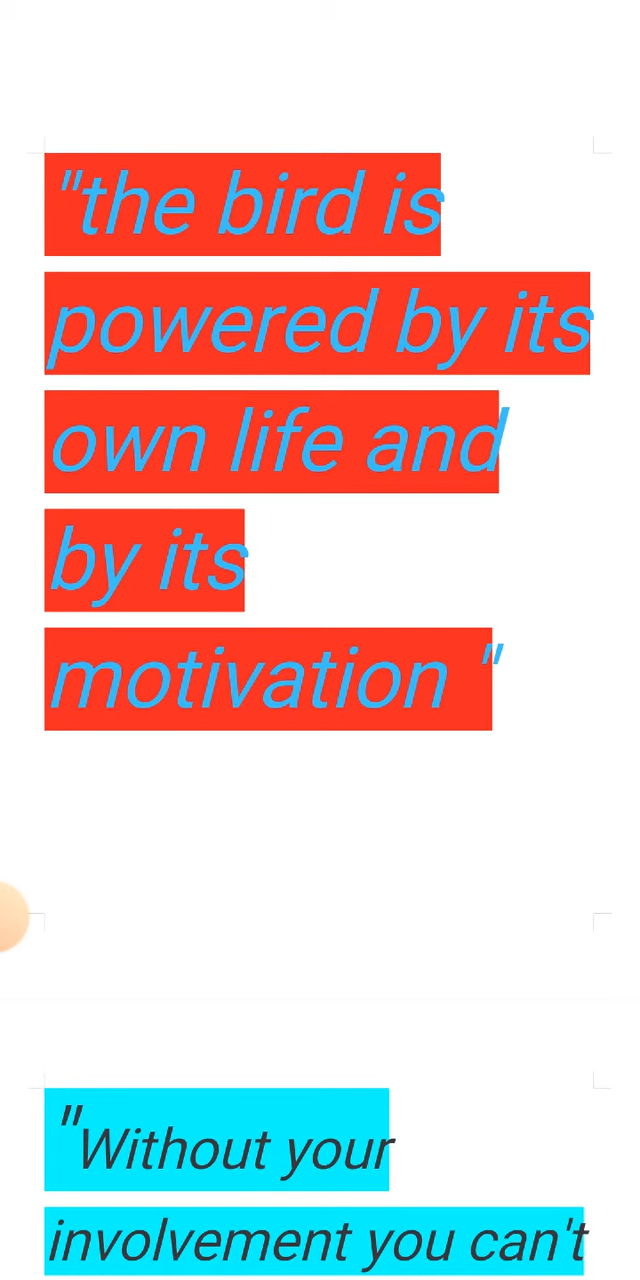 "the bird is
powered by its
own life and
by its
motivation "
"Without your
involvement you can't